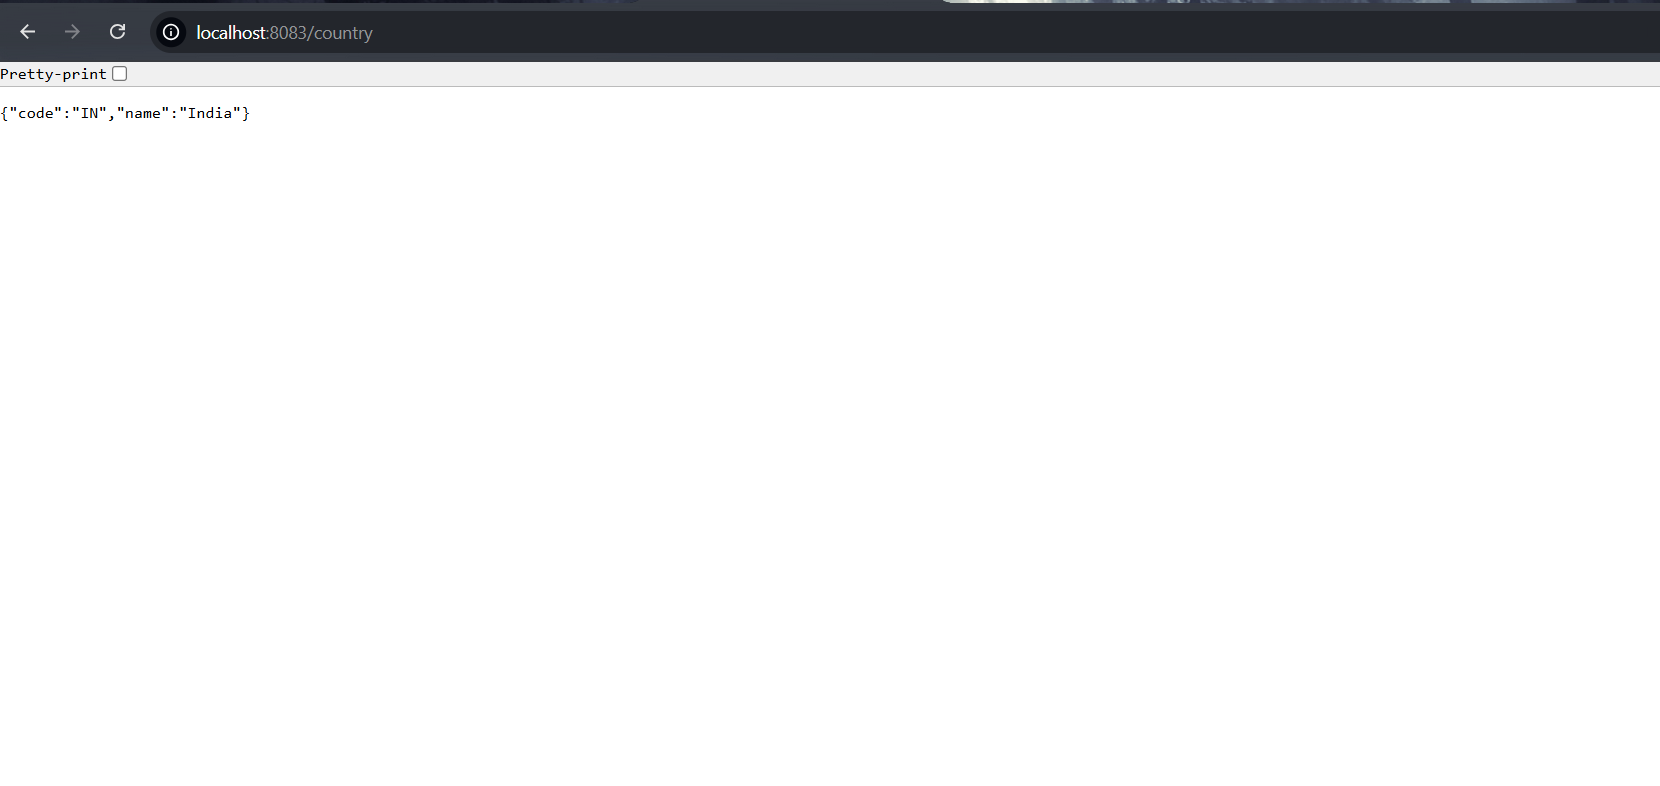 localhost:8083/country
Pretty-print
{"code":"IN","name":"India"}